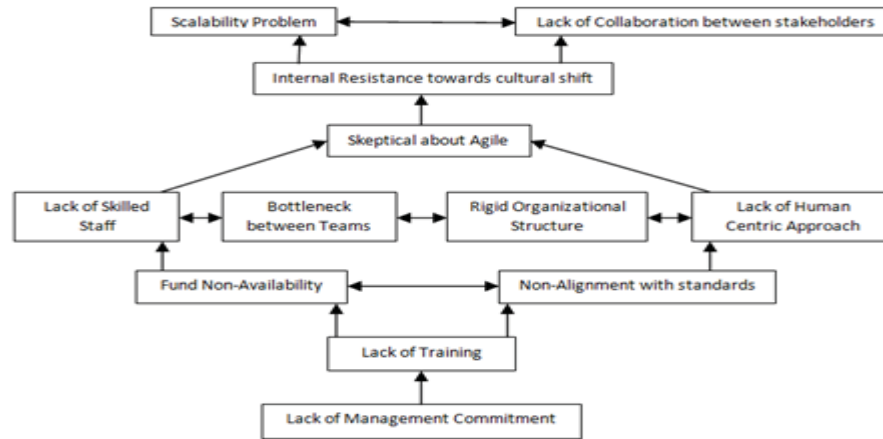 Scalability Problem
Lack of Collaboration between stakeholders
Internal Resistance towards cultural shift
Skeptical about Agile
Lack of Skilled
Staff
Bottleneck
between Teams
Rigid Organizational
Structure
Lack of Human
Centric Approach
Fund Non-Availability
Non-Alignment with standards
Lack of Training
Lack of Management Commitment